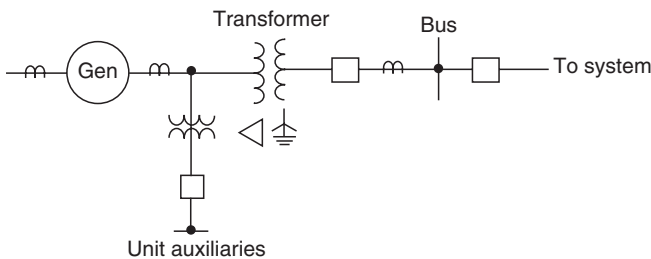 Transformer
Bus
Gen
To system
Unit auxiliaries